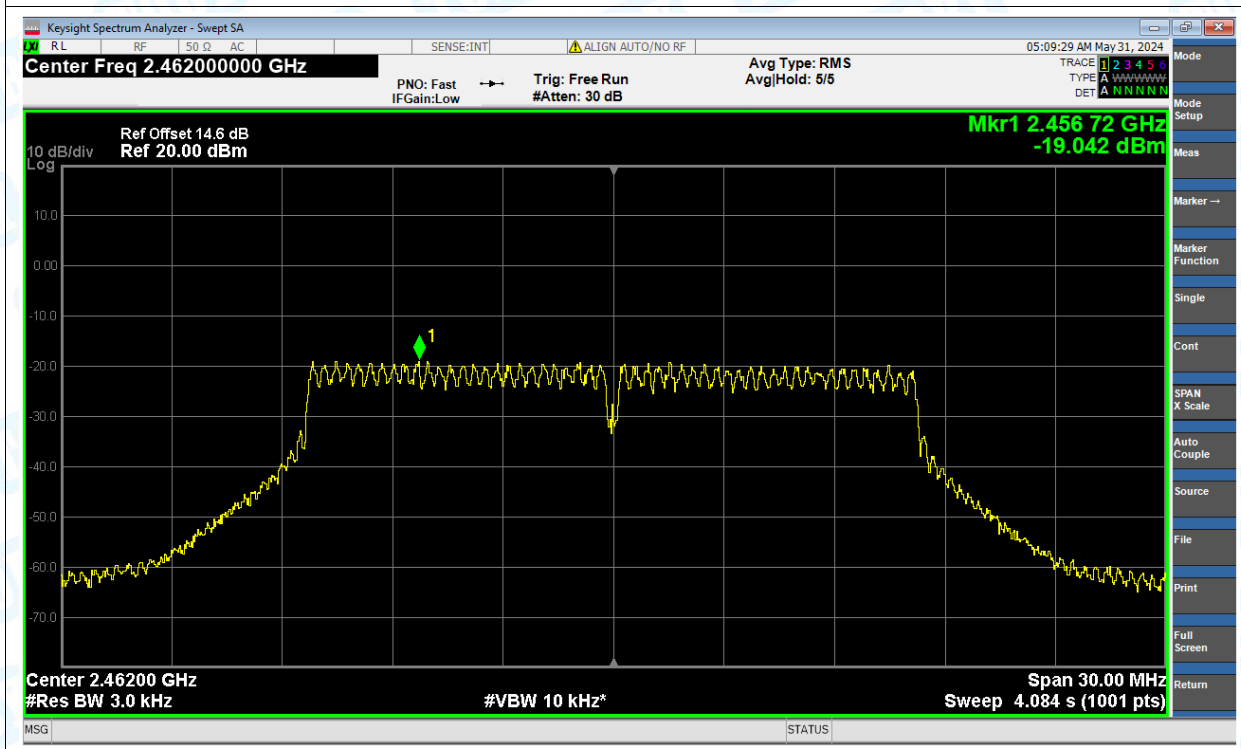 Keysight Spectrum Analyzer - Swept SA
LXI RL RF 50 Ω AC SENSE:INT ALIGN AUTO/NO RF 05:09:29 AM May 31, 2024
Center Freq 2.462000000 GHz
PNO: Fast
IFGain:Low
Trig: Free Run
#Atten: 30 dB
Avg Type: RMS
Avg|Hold: 5/5
TRACE 1 2 3 4 5 6
TYPE A WWWWW
DET A N N N N N
Ref Offset 14.6 dB
Ref 20.00 dBm
10 dB/div
Log
Mkr1 2.456 72 GHz
-19.042 dBm
10.0
0.00
-10.0
-20.0
-30.0
-40.0
-50.0
-60.0
-70.0
1
Center 2.46200 GHz
#Res BW 3.0 kHz
#VBW 10 kHz*
Span 30.00 MHz
Sweep 4.084 s (1001 pts)
MSG
STATUS
Mode
Mode
Setup
Meas
Marker →
Marker
Function
Single
Cont
SPAN
X Scale
Auto
Couple
Source
File
Print
Full
Screen
Return